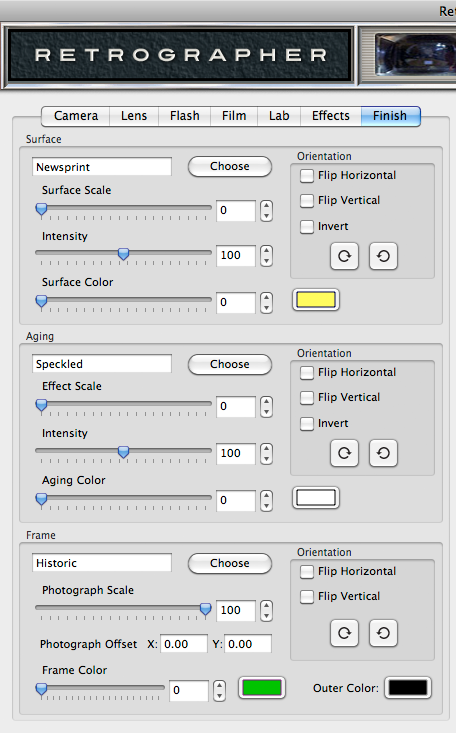 Ret
RETROGRAPHER
Camera Lens Flash Film Lab Effects Finish
Surface
Newsprint Choose
Orientation
Flip Horizontal
Flip Vertical
Invert
Surface Scale
0
Intensity
100
Surface Color
0
Aging
Speckled Choose
Orientation
Flip Horizontal
Flip Vertical
Invert
Effect Scale
0
Intensity
100
Aging Color
0
Frame
Historic Choose
Orientation
Flip Horizontal
Flip Vertical
Photograph Scale
100
Photograph Offset X: 0.00 Y: 0.00
Frame Color
0
Outer Color: